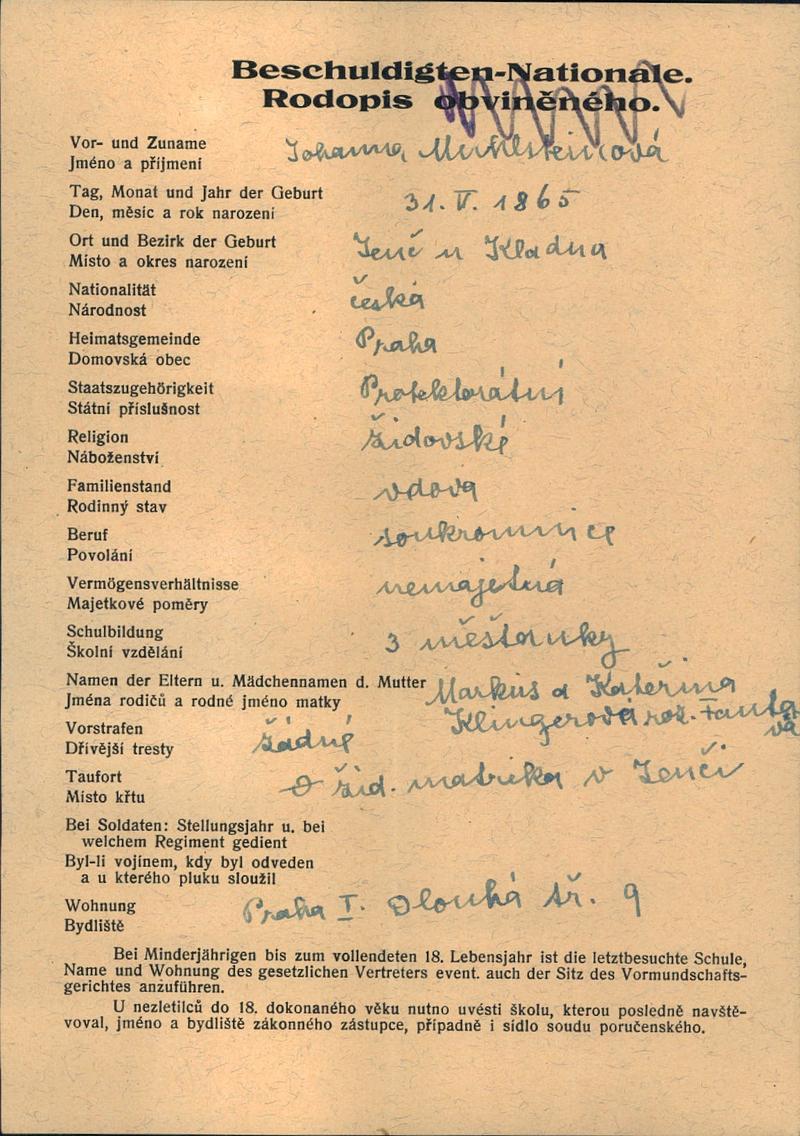 Beschuldigten-Nationale.
Rodopis obviněného.
Vor- und Zuname
Jméno a příjmení
Johanna Mühlsteinová
Tag, Monat und Jahr der Geburt
Den, měsíc a rok narození
31. V. 1865
Ort und Bezirk der Geburt
Místo a okres narození
Jenč u Kladna
Nationalität
Národnost
česká
Heimatsgemeinde
Domovská obec
Praha
Staatszugehörigkeit
Státní příslušnost
Protektorátní
Religion
Náboženství
židovské
Familienstand
Rodinný stav
vdova
Beruf
Povolání
soukromnice
Vermögensverhältnisse
Majetkové poměry
nemajetná
Schulbildung
Školní vzdělání
3 měšťanky
Namen der Eltern u. Mädchennamen d. Mutter
Jména rodičů a rodné jméno matky
Markus a Kateřina
Klingerová roz. Fanta
vá
Vorstrafen
Dřívější tresty
žádné
Taufort
Místo křtu
žid. matrika v Jenči
Bei Soldaten: Stellungsjahr u. bei
welchem Regiment gedient
Byl-li vojínem, kdy byl odveden
a u kterého pluku sloužil
Wohnung
Bydliště
Praha I. Dlouhá tř. 9
Bei Minderjährigen bis zum vollendeten 18. Lebensjahr ist die letztbesuchte Schule,
Name und Wohnung des gesetzlichen Vertreters event. auch der Sitz des Vormundschafts-
gerichtes anzuführen.
U nezletilců do 18. dokonaného věku nutno uvésti školu, kterou posledně navště-
voval, jméno a bydliště zákonného zástupce, případně i sídlo soudu poručenského.